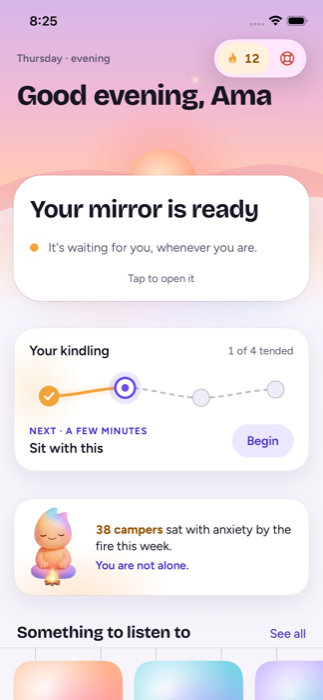 8:25
Thursday · evening
12
Good evening, Ama
Your mirror is ready
It's waiting for you, whenever you are.
Tap to open it
Your kindling
1 of 4 tended
NEXT · A FEW MINUTES
Sit with this
Begin
38 campers sat with anxiety by the
fire this week.
You are not alone.
Something to listen to
See all